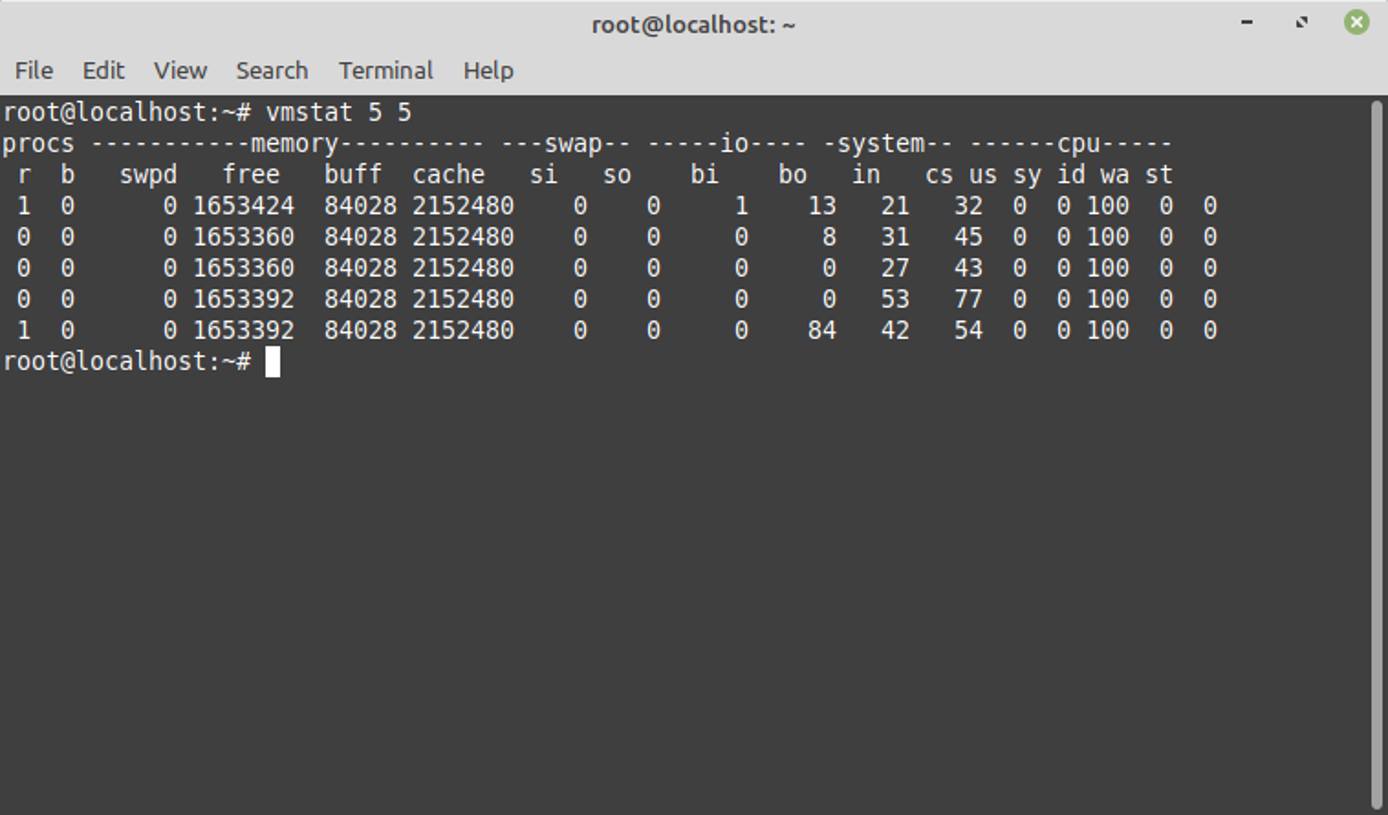 root@localhost: ~
File Edit View Search Terminal Help
root@localhost:~# vmstat 5 5
procs -----------memory---------- ---swap-- -----io---- -system-- ------cpu-----
 r  b   swpd   free   buff  cache   si   so    bi    bo   in   cs us sy id wa st
 1  0      0 1653424  84028 2152480    0    0     1    13   21   32  0  0 100  0  0
 0  0      0 1653360  84028 2152480    0    0     0     8   31   45  0  0 100  0  0
 0  0      0 1653360  84028 2152480    0    0     0     0   27   43  0  0 100  0  0
 0  0      0 1653392  84028 2152480    0    0     0     0   53   77  0  0 100  0  0
 1  0      0 1653392  84028 2152480    0    0     0    84   42   54  0  0 100  0  0
root@localhost:~#